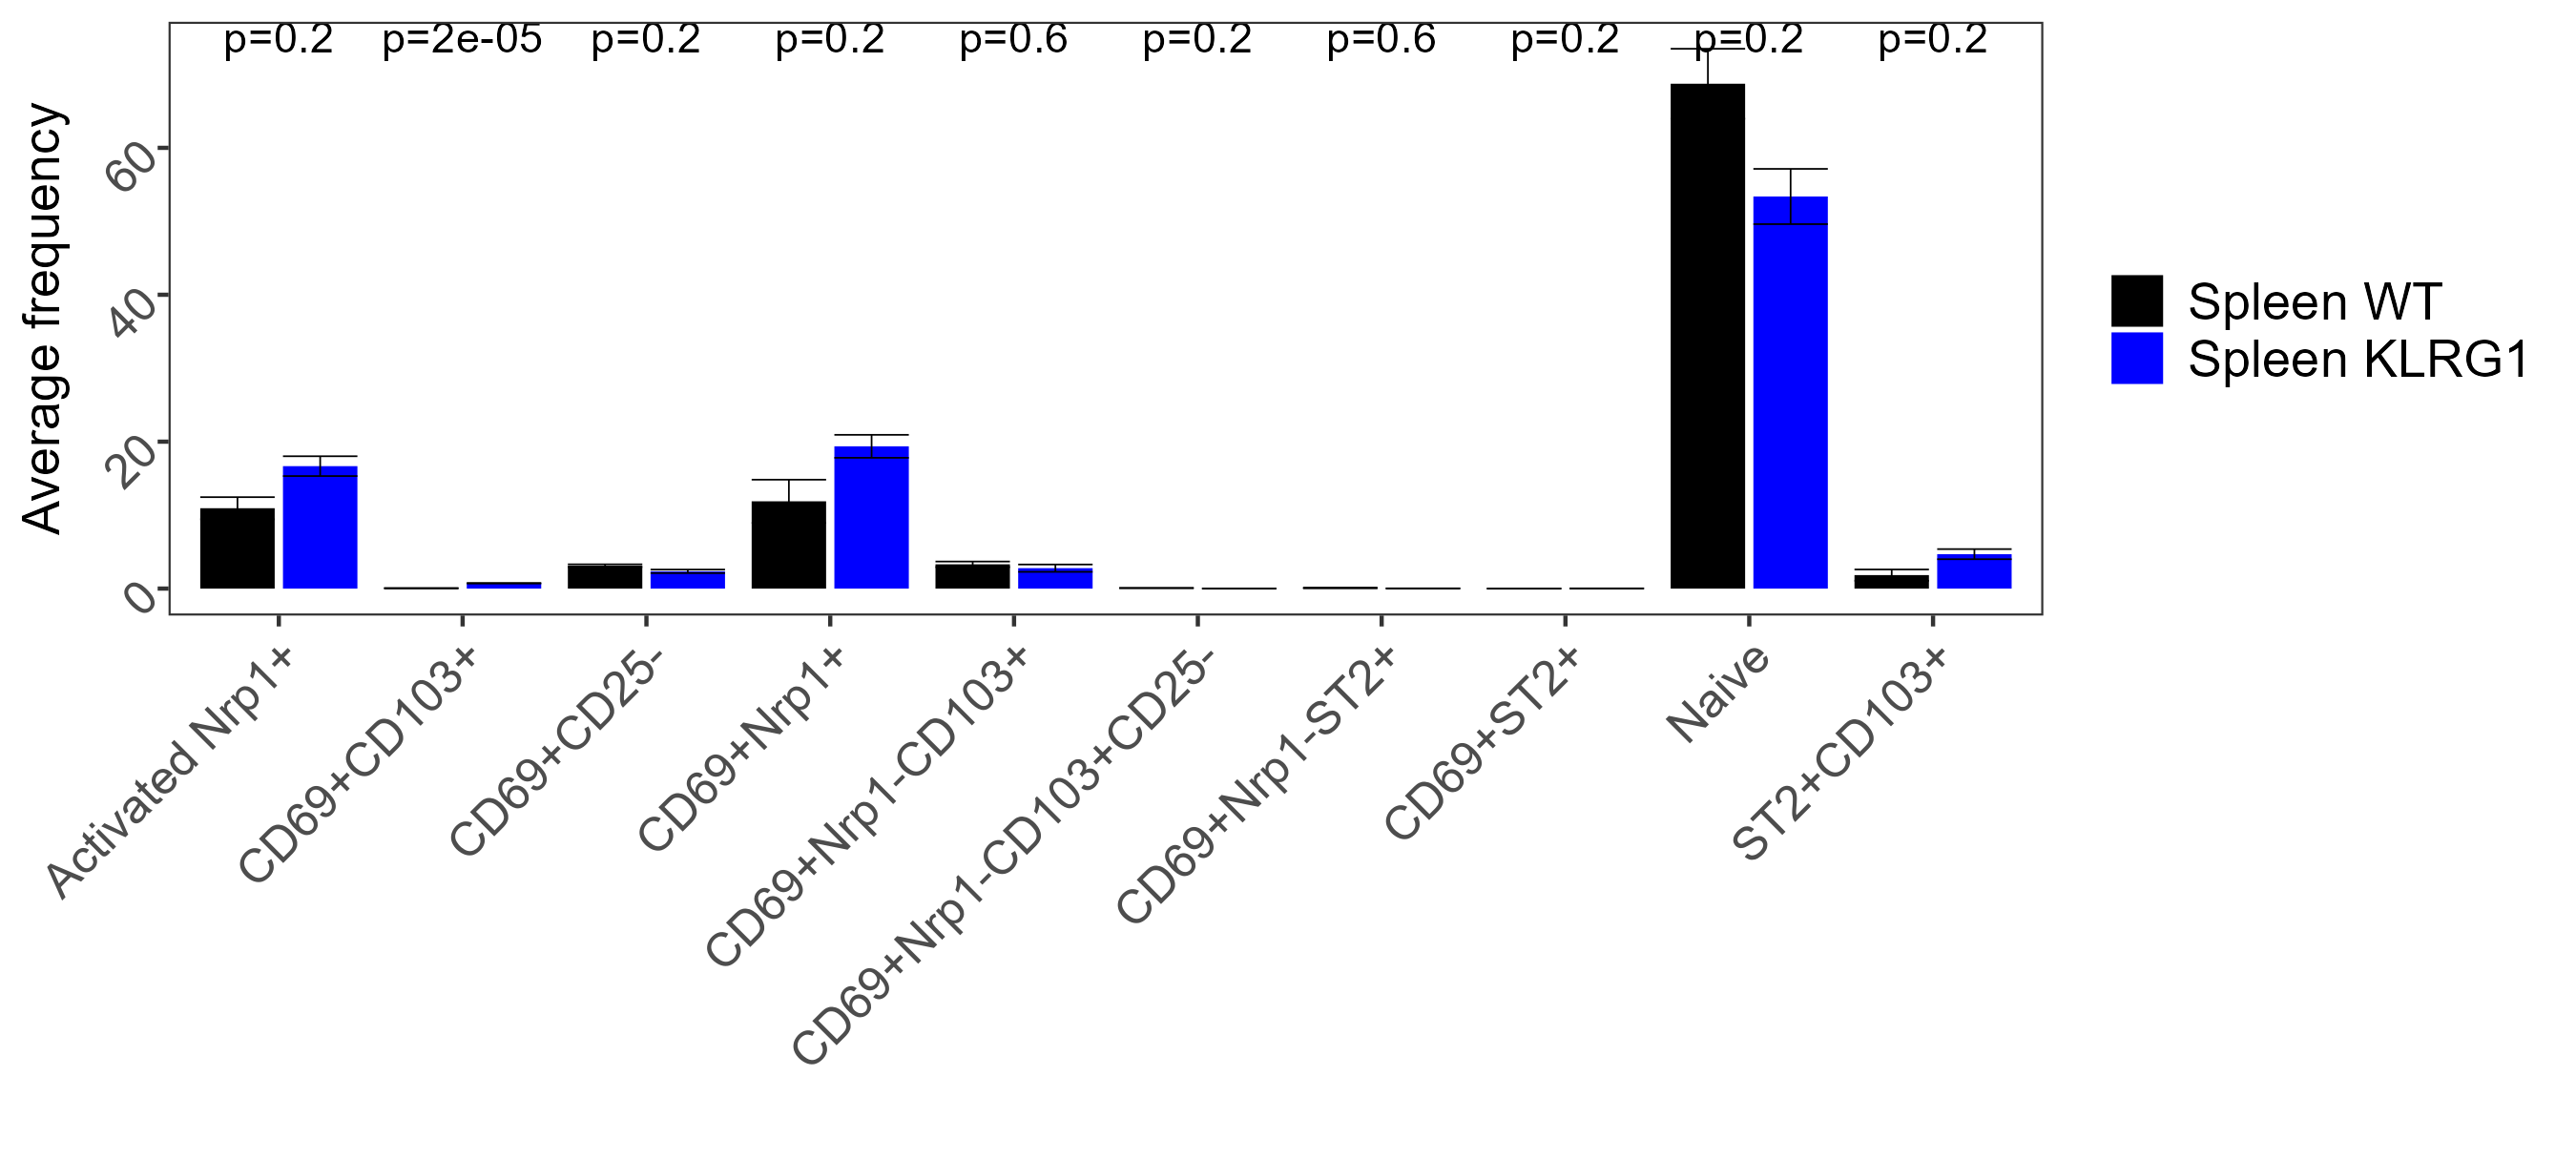 p=0.2 p=2e-05 p=0.2 p=0.2 p=0.6 p=0.2 p=0.6 p=0.2 p=0.2 p=0.2
Average frequency
60
40
20
0
Spleen WT
Spleen KLRG1
Activated Nrp1+
CD69+CD103+
CD69+CD25-
CD69+Nrp1+
CD69+Nrp1-CD103+
CD69+Nrp1-CD103+CD25-
CD69+Nrp1-ST2+
CD69+ST2+
Naive
ST2+CD103+